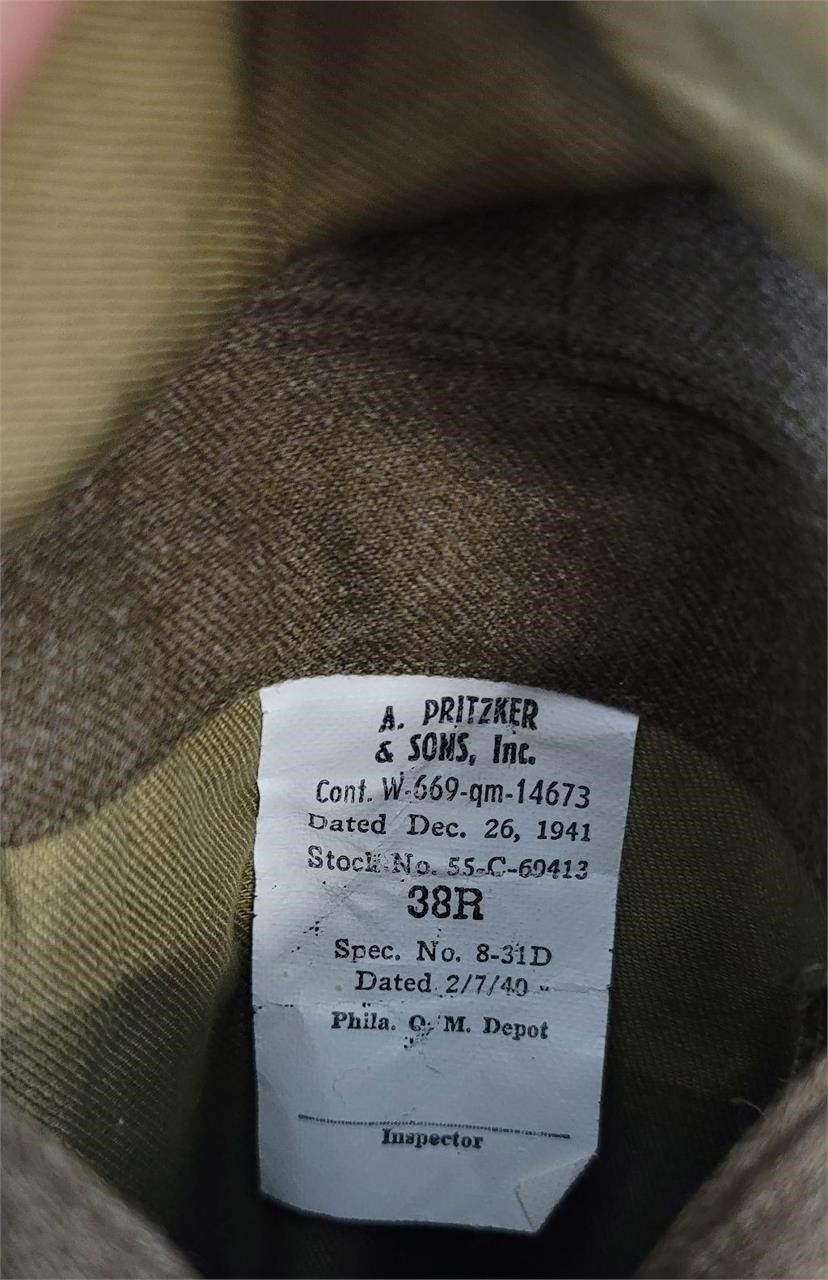 A. PRITZKER
& SONS, Inc.
Cont. W-669-qm-14673
Dated Dec. 26, 1941
Stock No. 55-C-69413
38R
Spec. No. 8-31D
Dated 2/7/40
Phila. Q. M. Depot
Inspector